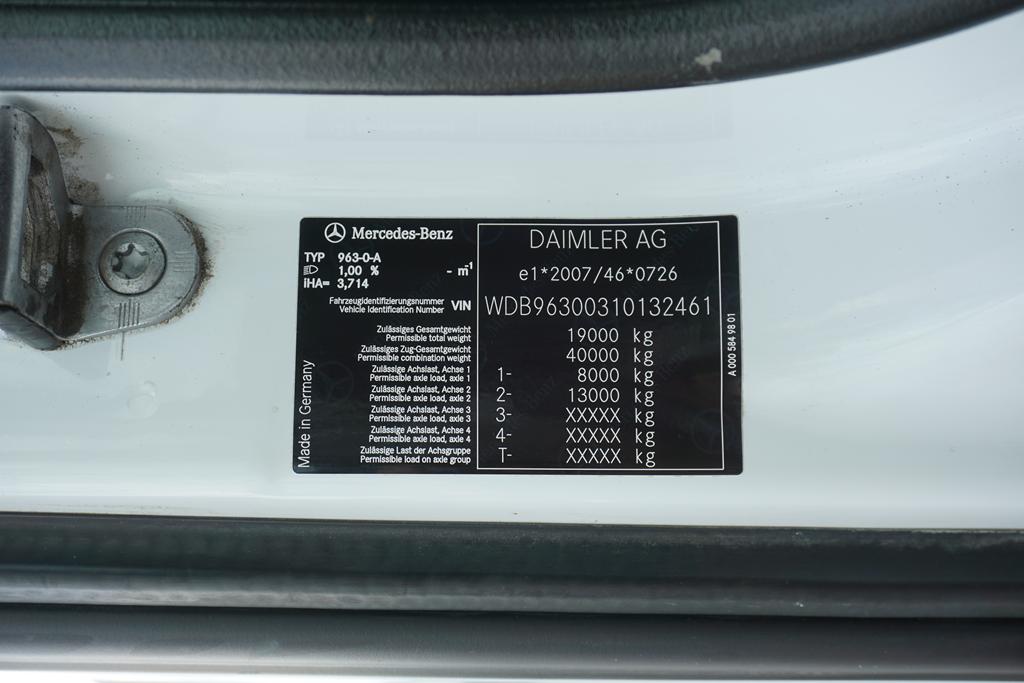 Mercedes-Benz
TYP 963-0-A
1,00 % - m⁻¹
iHA= 3,714
Fahrzeugidentifizierungsnummer
Vehicle Identification Number VIN
Zulässiges Gesamtgewicht
Permissible total weight
Zulässiges Zug-Gesamtgewicht
Permissible combination weight
Zulässige Achslast, Achse 1
Permissible axle load, axle 1
Zulässige Achslast, Achse 2
Permissible axle load, axle 2
Zulässige Achslast, Achse 3
Permissible axle load, axle 3
Zulässige Achslast, Achse 4
Permissible axle load, axle 4
Zulässige Last der Achsgruppe
Permissible load on axle group
Made in Germany
DAIMLER AG
e1*2007/46*0726
WDB96300310132461
19000 kg
40000 kg
1- 8000 kg
2- 13000 kg
3- XXXXX kg
4- XXXXX kg
T- XXXXX kg
A 000 584 98 01